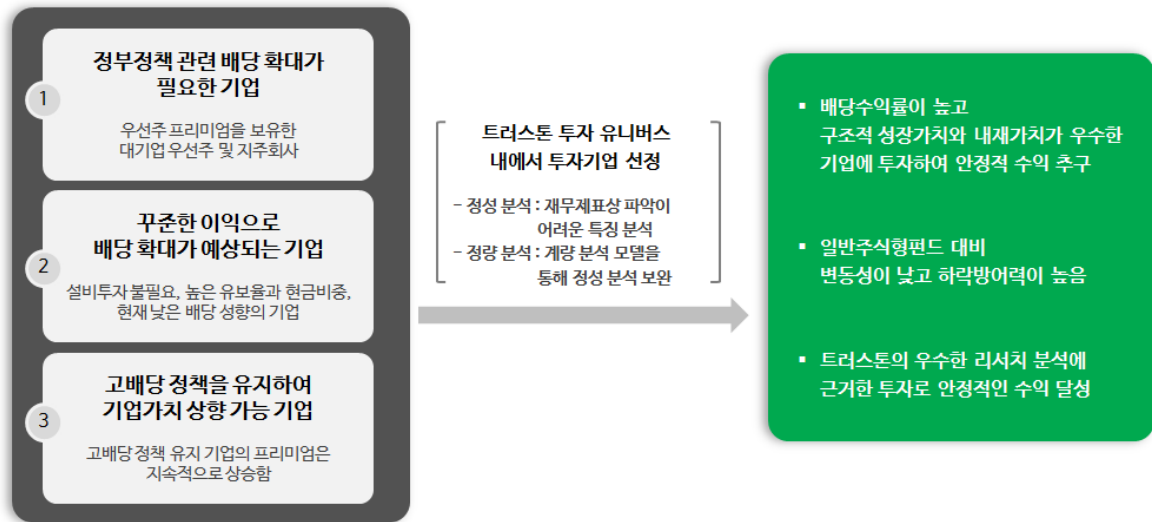 1
정부정책 관련 배당 확대가
필요한 기업
우선주 프리미엄을 보유한
대기업 우선주 및 지주회사
2
꾸준한 이익으로
배당 확대가 예상되는 기업
설비투자 불필요, 높은 유보율과 현금비중,
현재 낮은 배당 성향의 기업
3
고배당 정책을 유지하여
기업가치 상향 가능 기업
고배당 정책 유지 기업의 프리미엄은
지속적으로 상승함
트러스톤 투자 유니버스
내에서 투자기업 선정
- 정성 분석 : 재무제표상 파악이
어려운 특징 분석
- 정량 분석 : 계량 분석 모델을
통해 정성 분석 보완
▪ 배당수익률이 높고
구조적 성장가치와 내재가치가 우수한
기업에 투자하여 안정적 수익 추구
▪ 일반주식형펀드 대비
변동성이 낮고 하락방어력이 높음
▪ 트러스톤의 우수한 리서치 분석에
근거한 투자로 안정적인 수익 달성